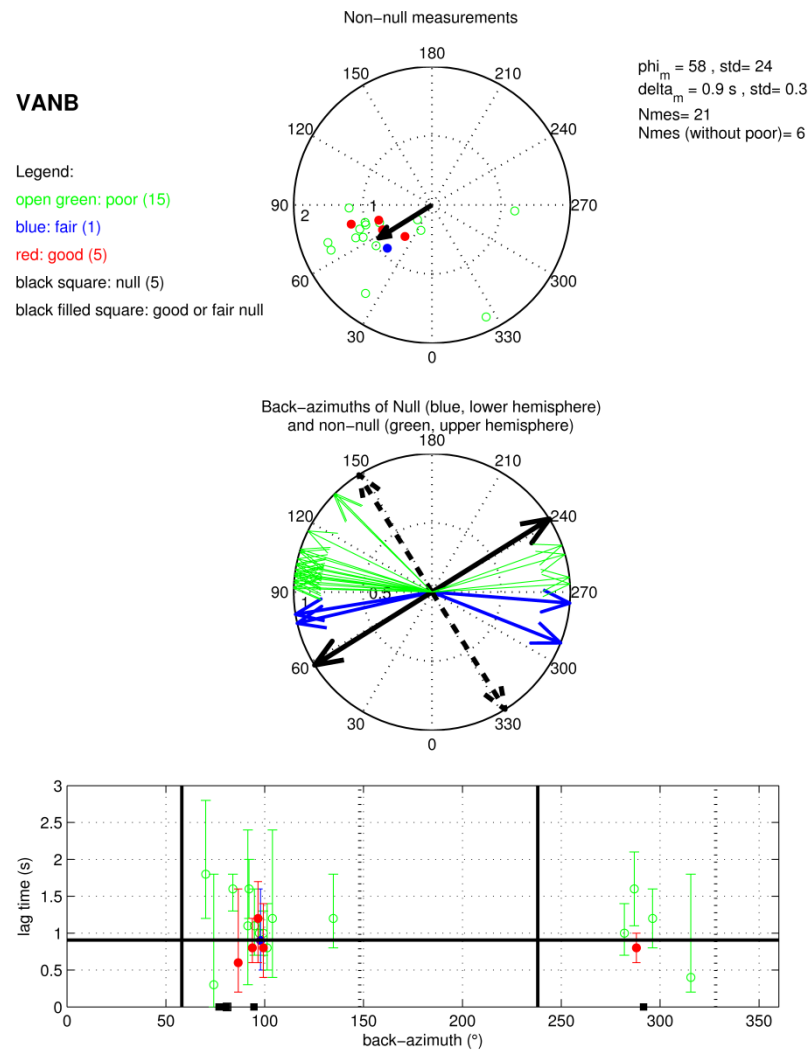 Non−null measurements
180
150
210
120
240
90
270
2
1
60
300
30
330
0
phi_m = 58 , std= 24
delta_m = 0.9 s , std= 0.3
Nmes= 21
Nmes (without poor)= 6
VANB
Legend:
open green: poor (15)
blue: fair (1)
red: good (5)
black square: null (5)
black filled square: good or fair null
Back−azimuths of Null (blue, lower hemisphere)
and non−null (green, upper hemisphere)
180
150
210
120
240
90
270
1
0.5
60
300
30
330
0
3
2.5
2
1.5
1
0.5
0
lag time (s)
0 50 100 150 200 250 300 350
back−azimuth (°)